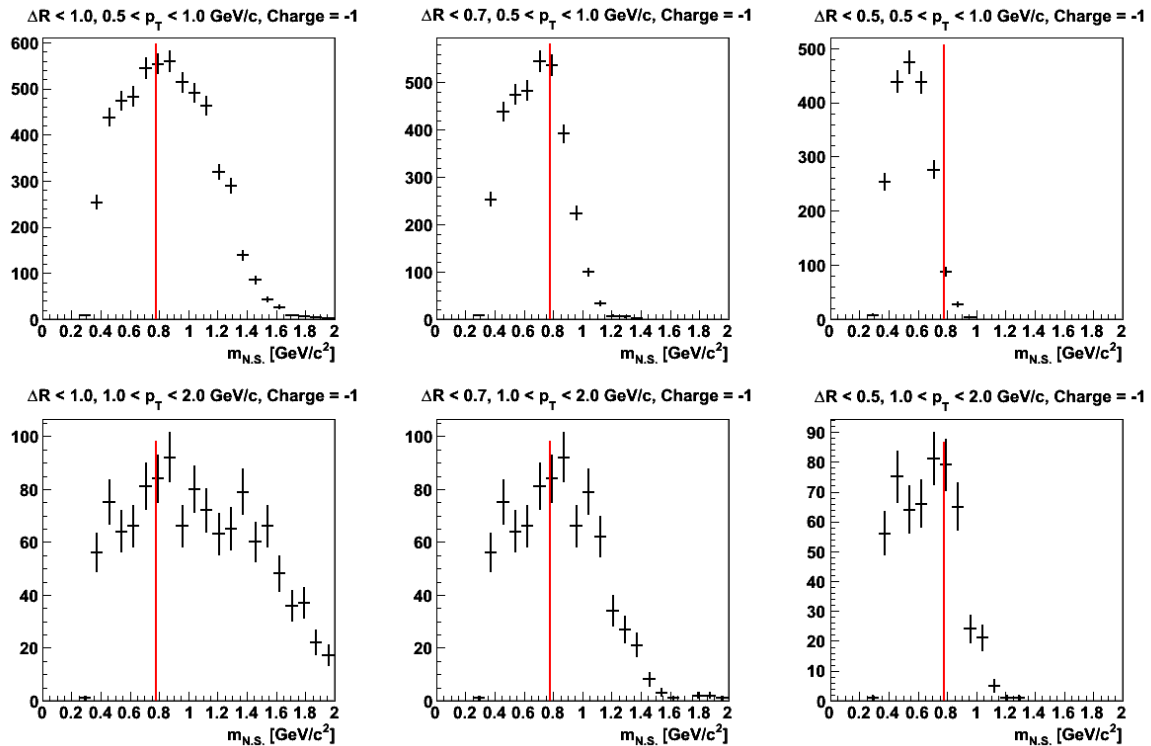 ΔR < 1.0, 0.5 < p_T < 1.0 GeV/c, Charge = -1
600
500
400
300
200
100
0
0 0.2 0.4 0.6 0.8 1 1.2 1.4 1.6 1.8 2
m_N.S. [GeV/c²]
ΔR < 0.7, 0.5 < p_T < 1.0 GeV/c, Charge = -1
500
400
300
200
100
0
0 0.2 0.4 0.6 0.8 1 1.2 1.4 1.6 1.8 2
m_N.S. [GeV/c²]
ΔR < 0.5, 0.5 < p_T < 1.0 GeV/c, Charge = -1
500
400
300
200
100
0
0 0.2 0.4 0.6 0.8 1 1.2 1.4 1.6 1.8 2
m_N.S. [GeV/c²]
ΔR < 1.0, 1.0 < p_T < 2.0 GeV/c, Charge = -1
100
80
60
40
20
0
0 0.2 0.4 0.6 0.8 1 1.2 1.4 1.6 1.8 2
m_N.S. [GeV/c²]
ΔR < 0.7, 1.0 < p_T < 2.0 GeV/c, Charge = -1
100
80
60
40
20
0
0 0.2 0.4 0.6 0.8 1 1.2 1.4 1.6 1.8 2
m_N.S. [GeV/c²]
ΔR < 0.5, 1.0 < p_T < 2.0 GeV/c, Charge = -1
90
80
70
60
50
40
30
20
10
0
0 0.2 0.4 0.6 0.8 1 1.2 1.4 1.6 1.8 2
m_N.S. [GeV/c²]